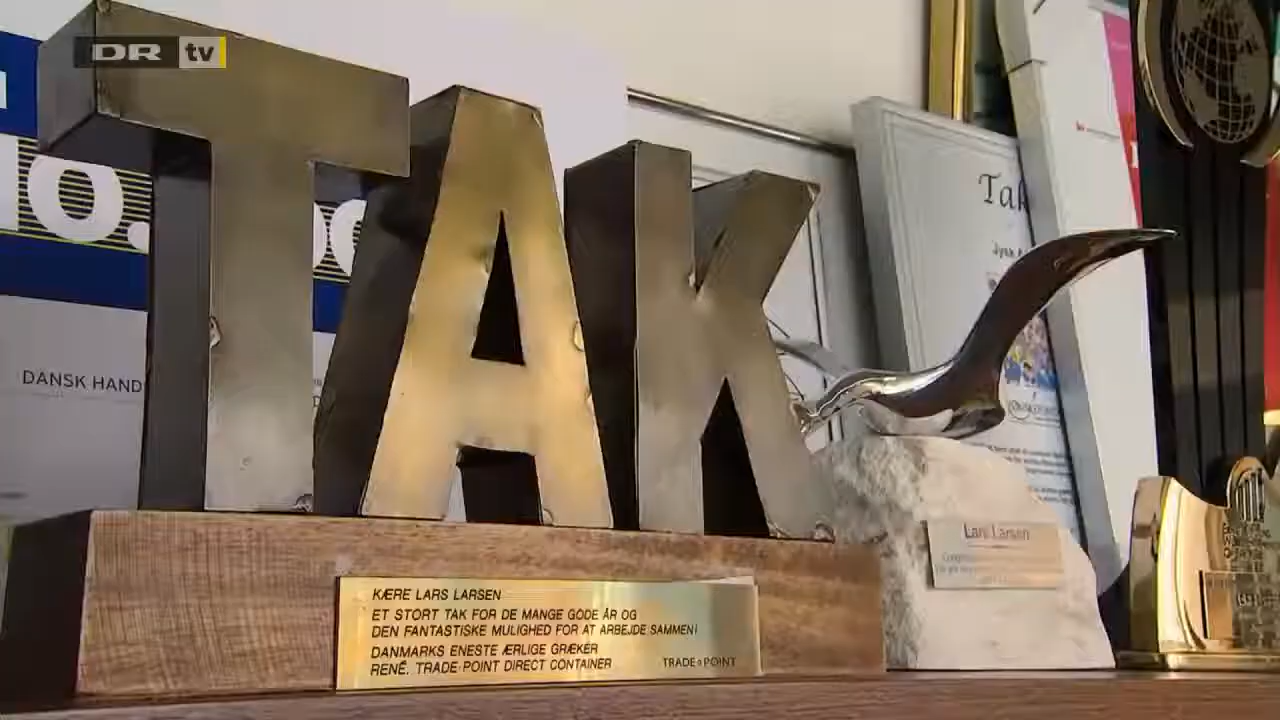 DR tv
TAK
DANSK HAND
Tak
Jysk
Lars Larsen
KÆRE LARS LARSEN
ET STORT TAK FOR DE MANGE GODE ÅR OG
DEN FANTASTISKE MULIGHED FOR AT ARBEJDE SAMMEN!
DANMARKS ENESTE ÆRLIGE GRÆKER
RENÉ. TRADE POINT DIRECT CONTAINER
TRADE POINT